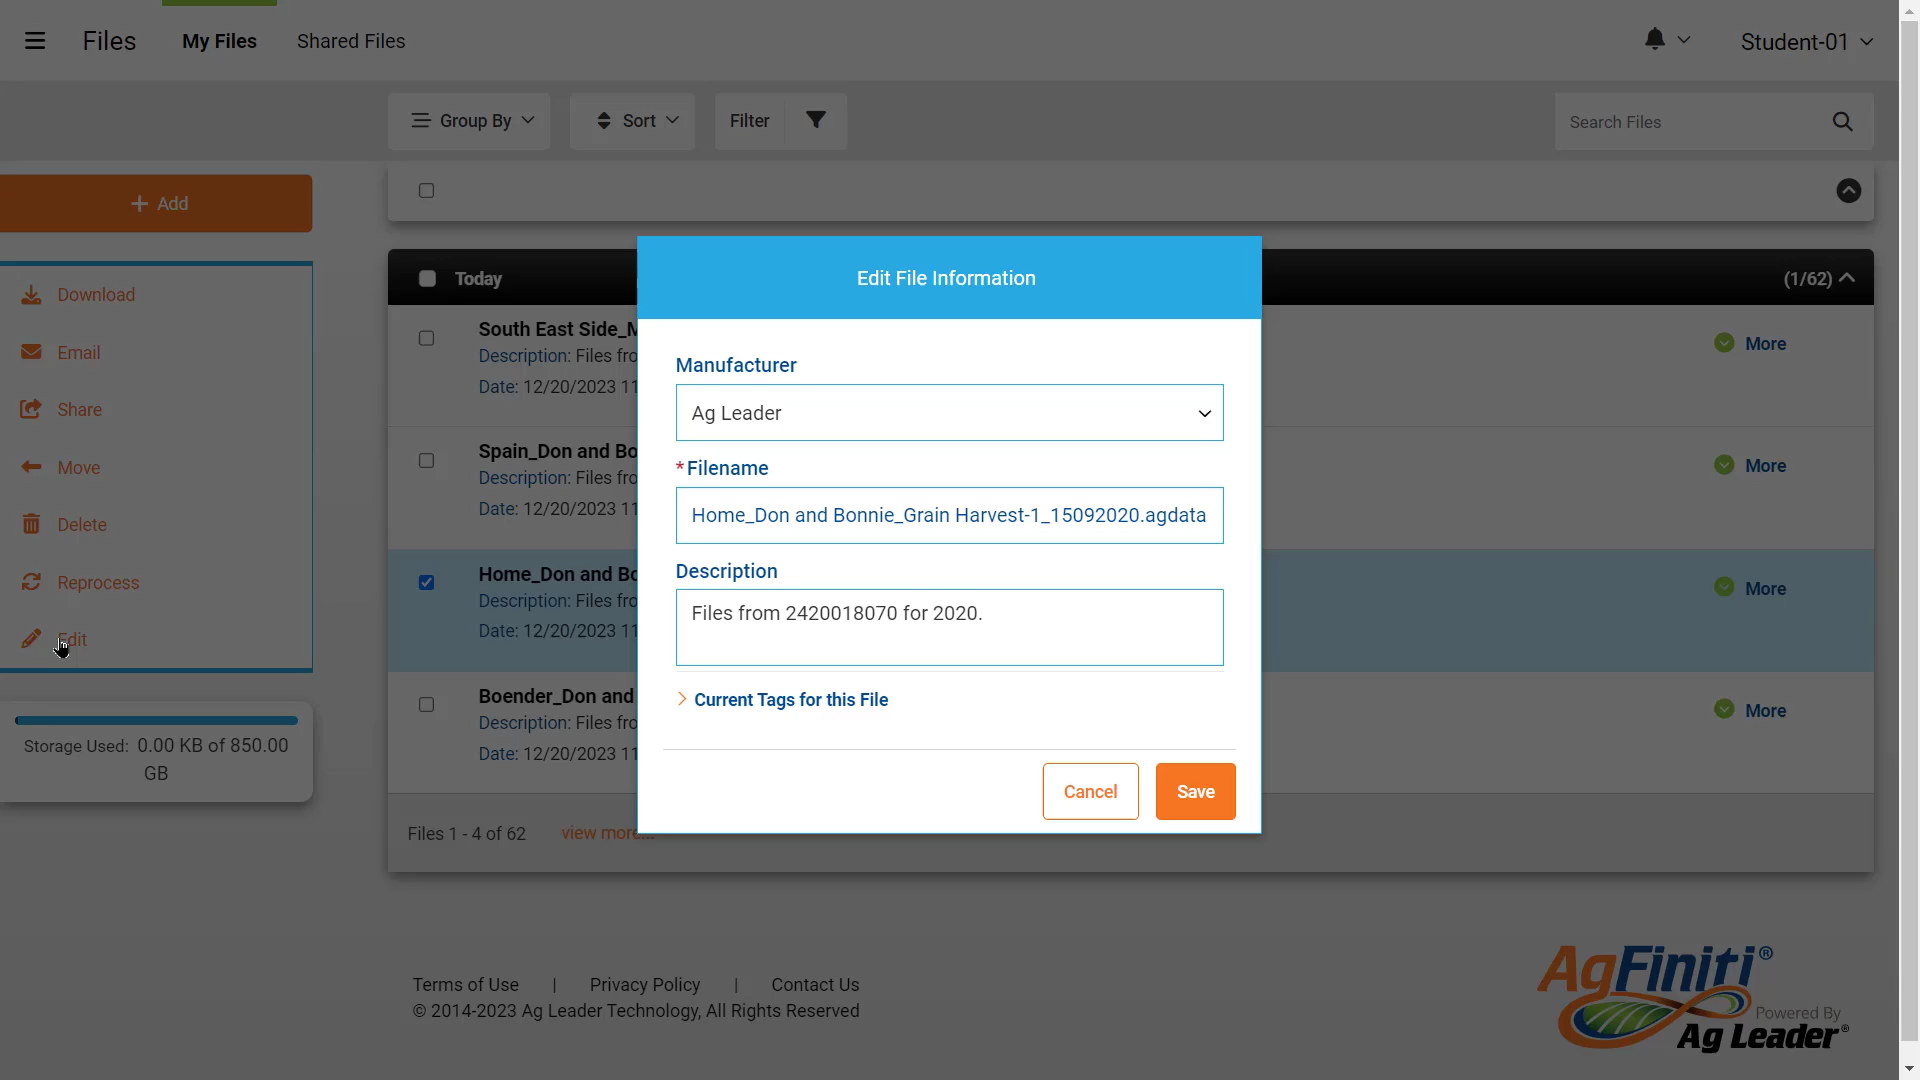 Files
My Files
Shared Files
Student-01
Group By
Sort
Filter
Search Files
Add
Download
Email
Share
Move
Delete
Reprocess
Edit
Storage Used: 0.00 KB of 850.00
GB
Today
(1/62)
South East Side_M
Description: Files fro
Date: 12/20/2023 11
More
Spain_Don and Bo
Description: Files fro
Date: 12/20/2023 11
More
Home_Don and Bo
Description: Files fro
Date: 12/20/2023 11
More
Boender_Don and
Description: Files fro
Date: 12/20/2023 11
More
Files 1 - 4 of 62
view more...
Edit File Information
Manufacturer
Ag Leader
*Filename
Home_Don and Bonnie_Grain Harvest-1_15092020.agdata
Description
Files from 2420018070 for 2020.
Current Tags for this File
Cancel
Save
Terms of Use | Privacy Policy | Contact Us
© 2014-2023 Ag Leader Technology, All Rights Reserved
AgFiniti®
Powered By
Ag Leader®